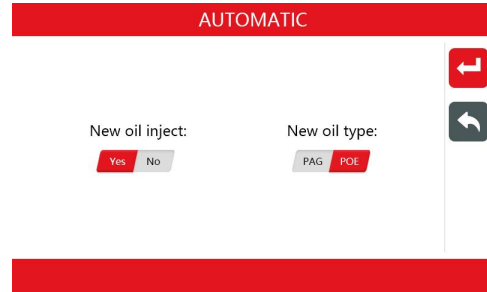 AUTOMATIC
New oil inject: New oil type:
Yes No PAG POE